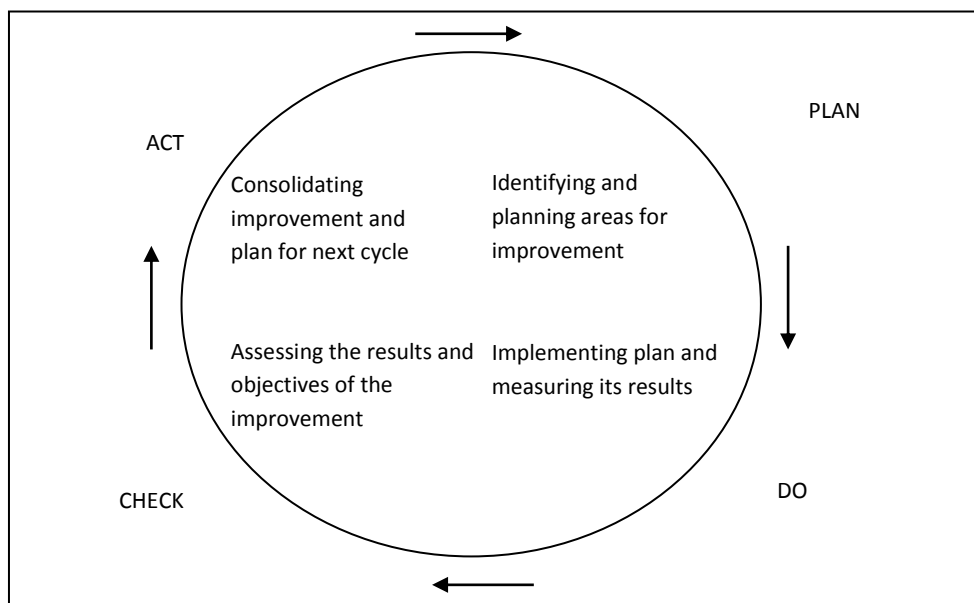 PLAN
ACT
Consolidating
improvement and
plan for next cycle
Identifying and
planning areas for
improvement
Assessing the results and
objectives of the
improvement
Implementing plan and
measuring its results
CHECK
DO